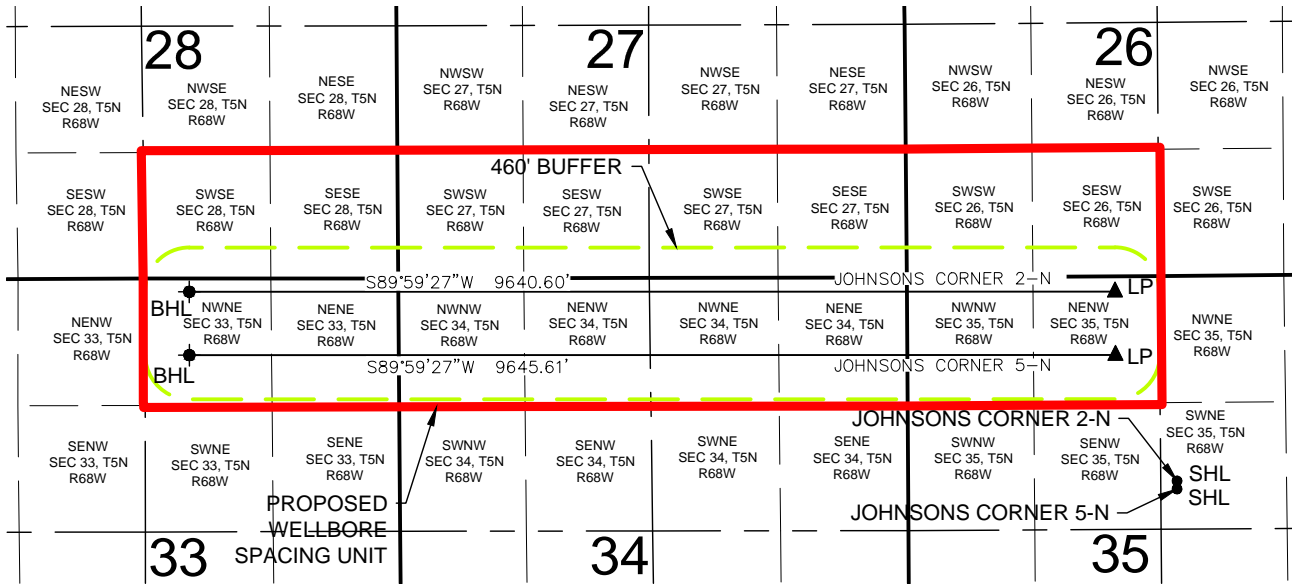 28
27
26
NESW
SEC 28, T5N
R68W
NWSE
SEC 28, T5N
R68W
NESE
SEC 28, T5N
R68W
NWSW
SEC 27, T5N
R68W
NESW
SEC 27, T5N
R68W
NWSE
SEC 27, T5N
R68W
NESE
SEC 27, T5N
R68W
NWSW
SEC 26, T5N
R68W
NESW
SEC 26, T5N
R68W
NWSE
SEC 26, T5N
R68W
460' BUFFER
SESW
SEC 28, T5N
R68W
SWSE
SEC 28, T5N
R68W
SESE
SEC 28, T5N
R68W
SWSW
SEC 27, T5N
R68W
SESW
SEC 27, T5N
R68W
SWSE
SEC 27, T5N
R68W
SESE
SEC 27, T5N
R68W
SWSW
SEC 26, T5N
R68W
SESW
SEC 26, T5N
R68W
SWSE
SEC 26, T5N
R68W
S89°59'27"W 9640.60'
JOHNSONS CORNER 2-N
BHL
LP
NENW
SEC 33, T5N
R68W
NWNE
SEC 33, T5N
R68W
NENE
SEC 33, T5N
R68W
NWNW
SEC 34, T5N
R68W
NENW
SEC 34, T5N
R68W
NWNE
SEC 34, T5N
R68W
NENE
SEC 34, T5N
R68W
NWNW
SEC 35, T5N
R68W
NENW
SEC 35, T5N
R68W
NWNE
SEC 35, T5N
R68W
BHL
LP
S89°59'27"W 9645.61'
JOHNSONS CORNER 5-N
JOHNSONS CORNER 2-N
SENW
SEC 33, T5N
R68W
SWNE
SEC 33, T5N
R68W
SENE
SEC 33, T5N
R68W
SWNW
SEC 34, T5N
R68W
SENW
SEC 34, T5N
R68W
SWNE
SEC 34, T5N
R68W
SENE
SEC 34, T5N
R68W
SWNW
SEC 35, T5N
R68W
SENW
SEC 35, T5N
R68W
SWNE
SEC 35, T5N
R68W
SHL
SHL
PROPOSED
WELLBORE
SPACING UNIT
JOHNSONS CORNER 5-N
33
34
35